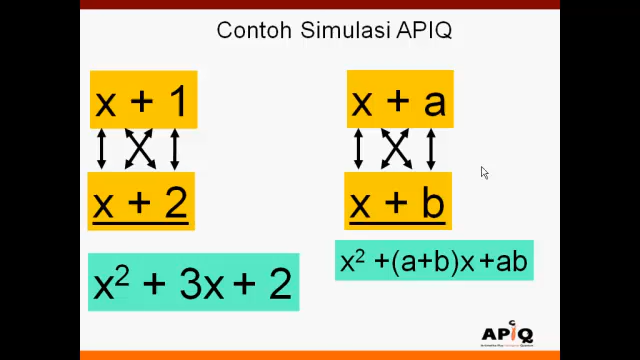 Contoh Simulasi APIQ
x + 1
x + 2
x² + 3x + 2
x + a
x + b
x² +(a+b)x+ab
APIQ